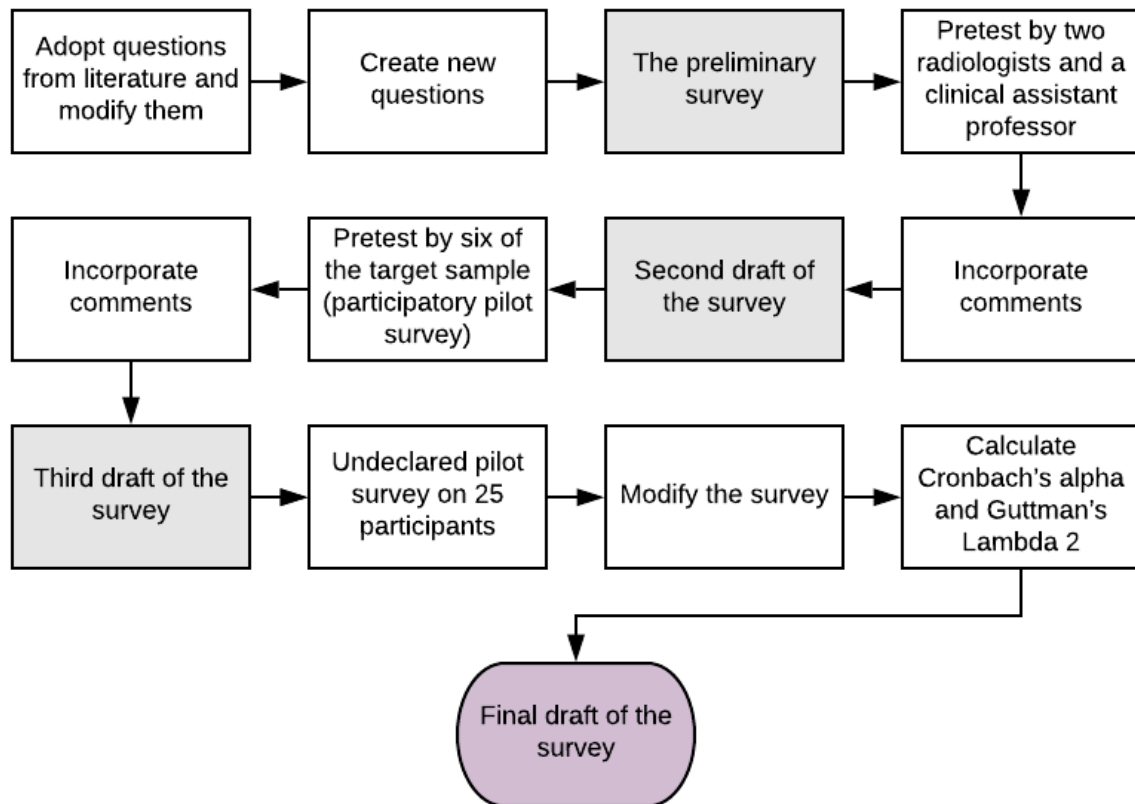 Adopt questions
from literature and
modify them
Create new
questions
The preliminary
survey
Pretest by two
radiologists and a
clinical assistant
professor
Incorporate
comments
Second draft of
the survey
Pretest by six of
the target sample
(participatory pilot
survey)
Incorporate
comments
Third draft of the
survey
Undeclared pilot
survey on 25
participants
Modify the survey
Calculate
Cronbach's alpha
and Guttman's
Lambda 2
Final draft of the
survey